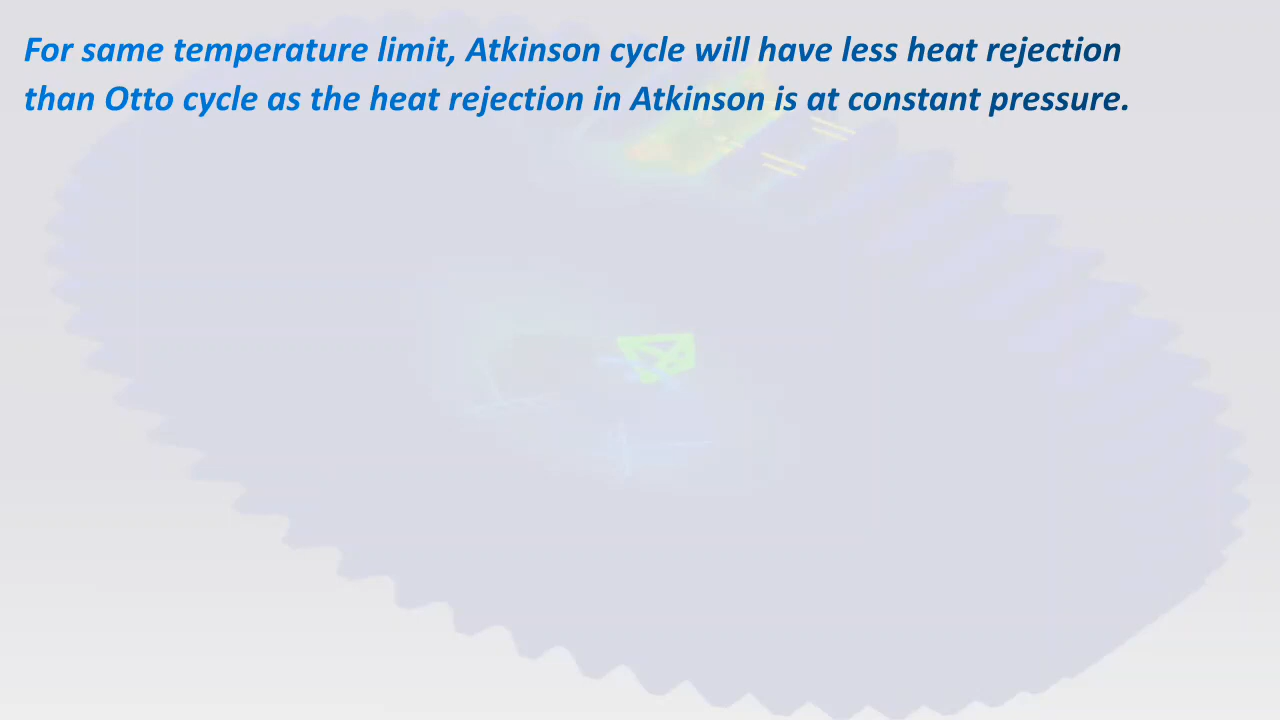 For same temperature limit, Atkinson cycle will have less heat rejection
than Otto cycle as the heat rejection in Atkinson is at constant pressure.